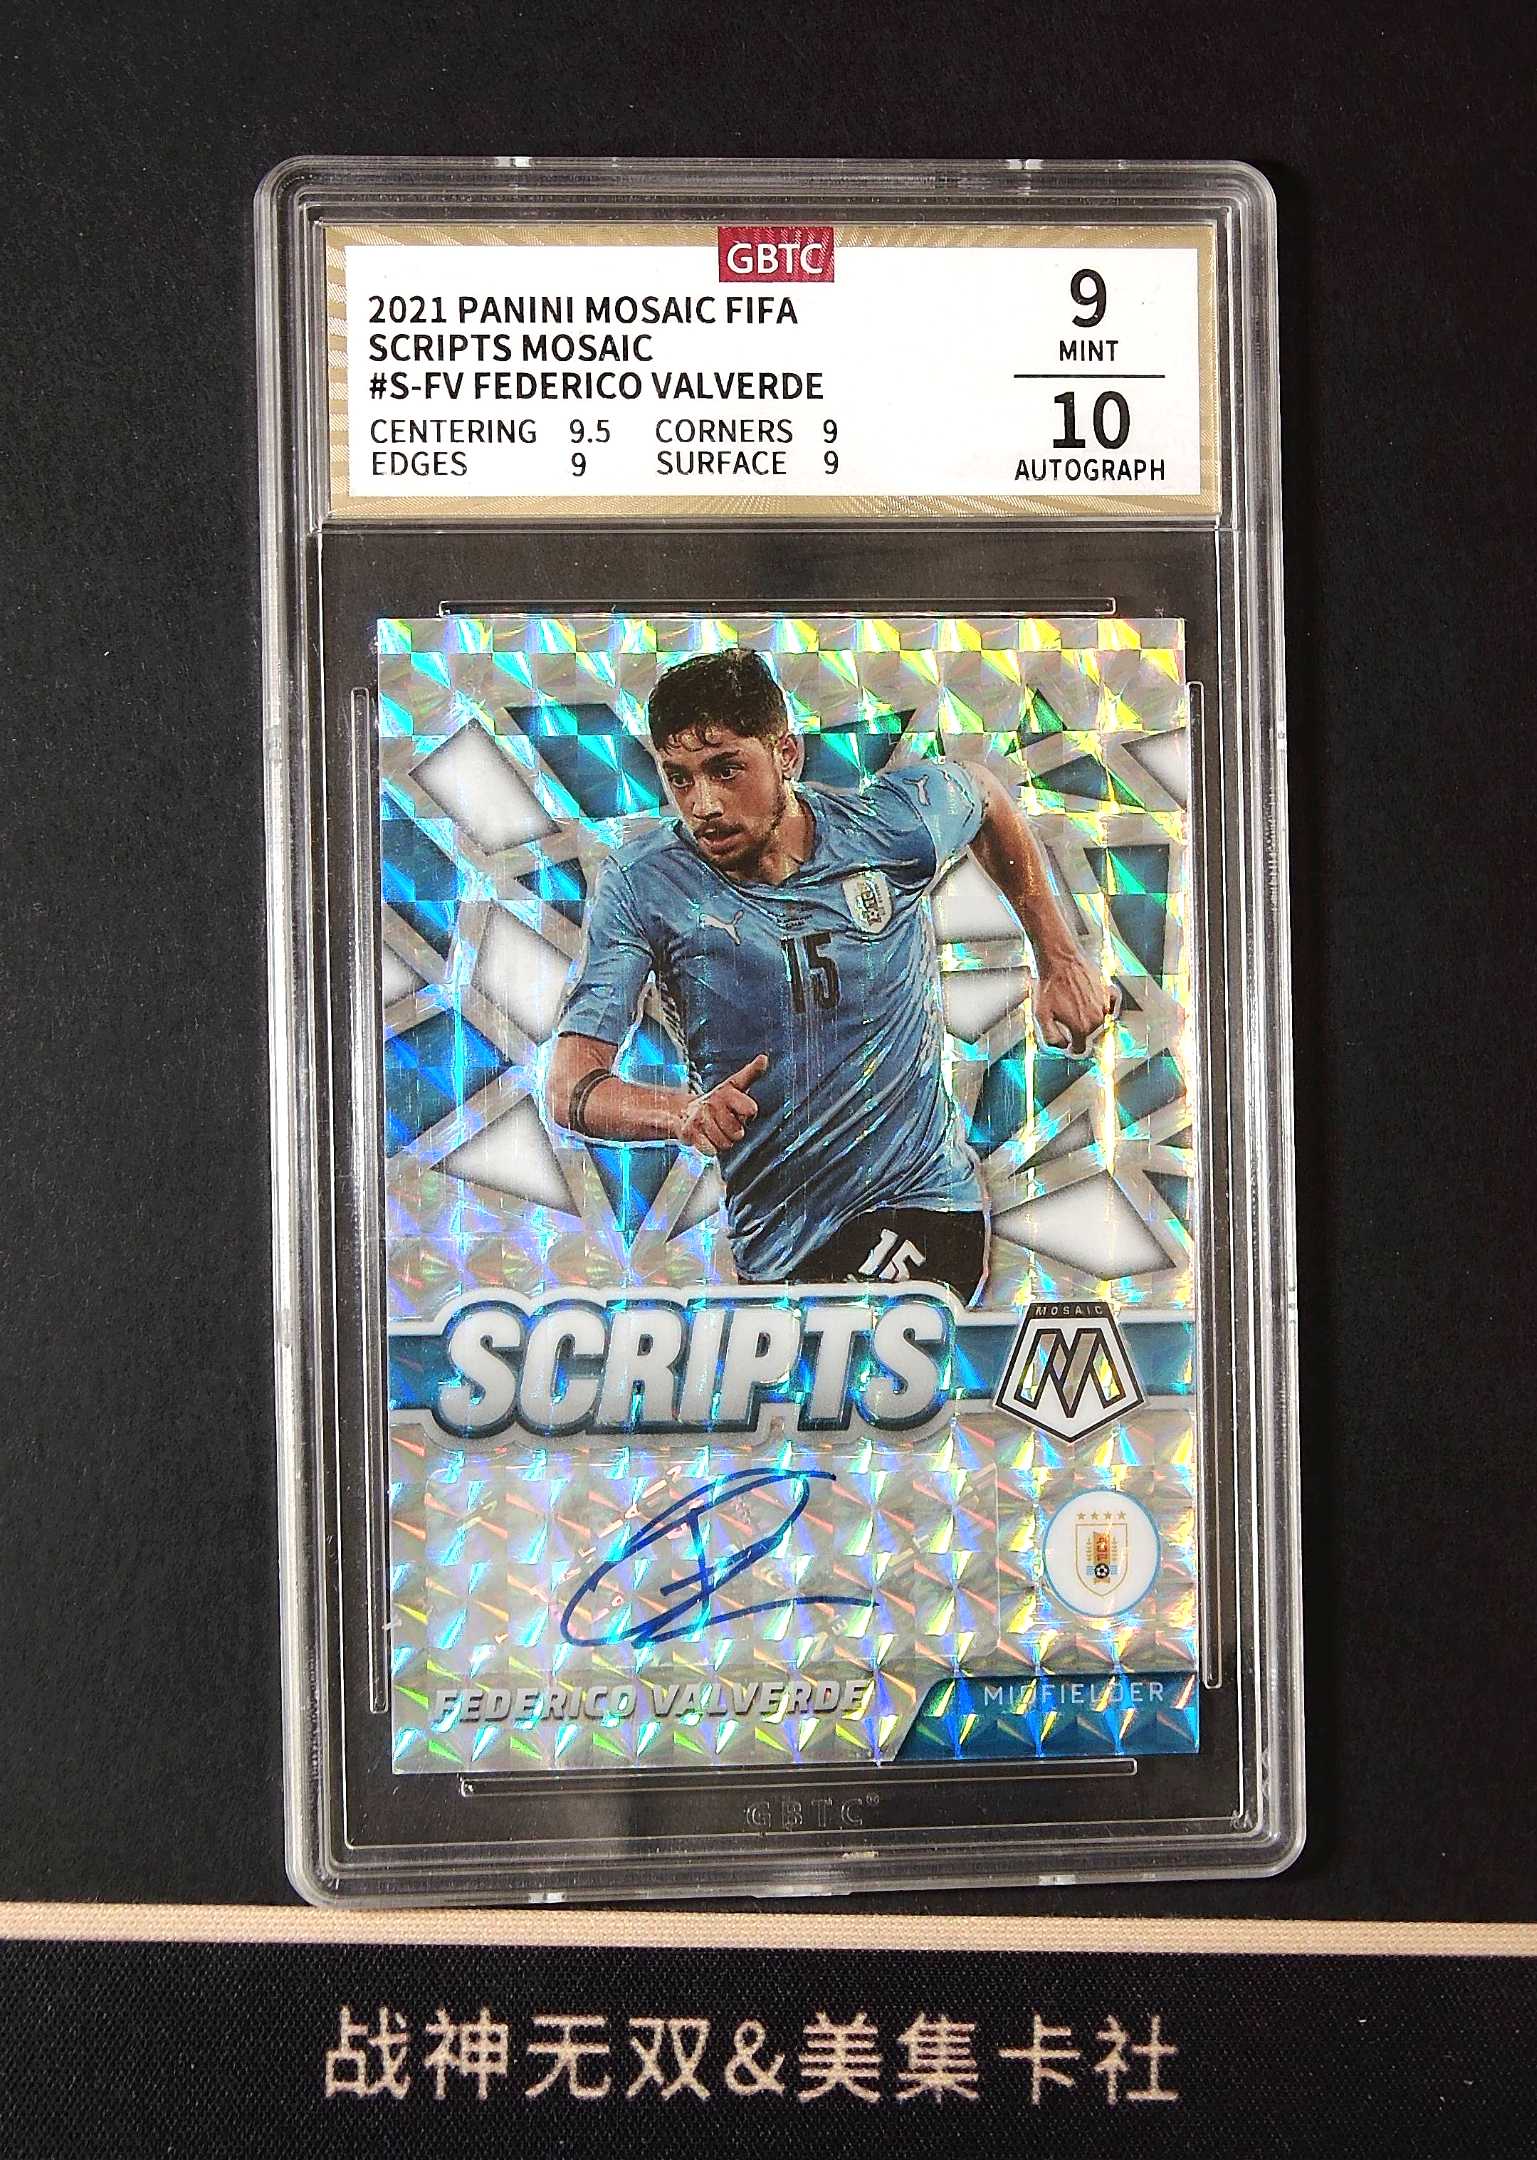 GBTC
2021 PANINI MOSAIC FIFA
SCRIPTS MOSAIC
#S-FV FEDERICO VALVERDE
CENTERING 9.5 CORNERS 9
EDGES 9 SURFACE 9
9
MINT
10
AUTOGRAPH
15
15
SCRIPTS
MOSAIC
M
FEDERICO VALVERDE
MIDFIELDER
GBTC
战神无双&美集卡社